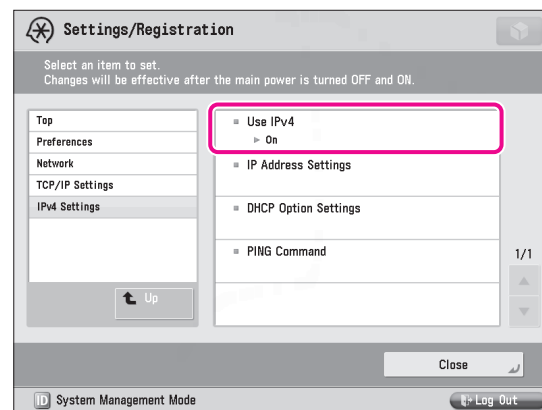 Settings/Registration
Select an item to set.
Changes will be effective after the main power is turned OFF and ON.
Top
Preferences
Network
TCP/IP Settings
IPv4 Settings
Up
Use IPv4
On
IP Address Settings
DHCP Option Settings
PING Command
1/1
Close
ID System Management Mode
Log Out